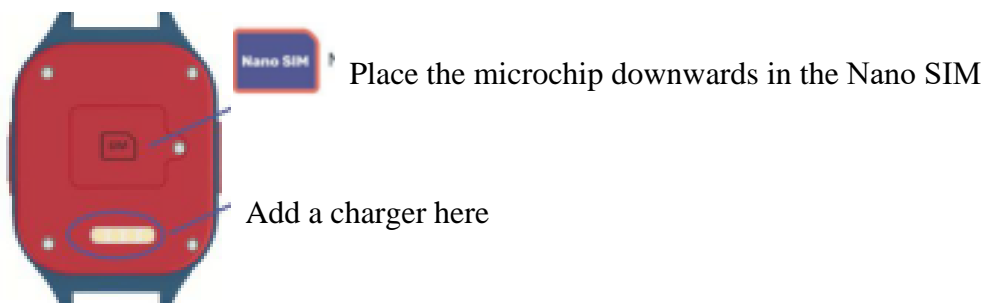 Nano SIM
Place the microchip downwards in the Nano SIM
SIM
Add a charger here